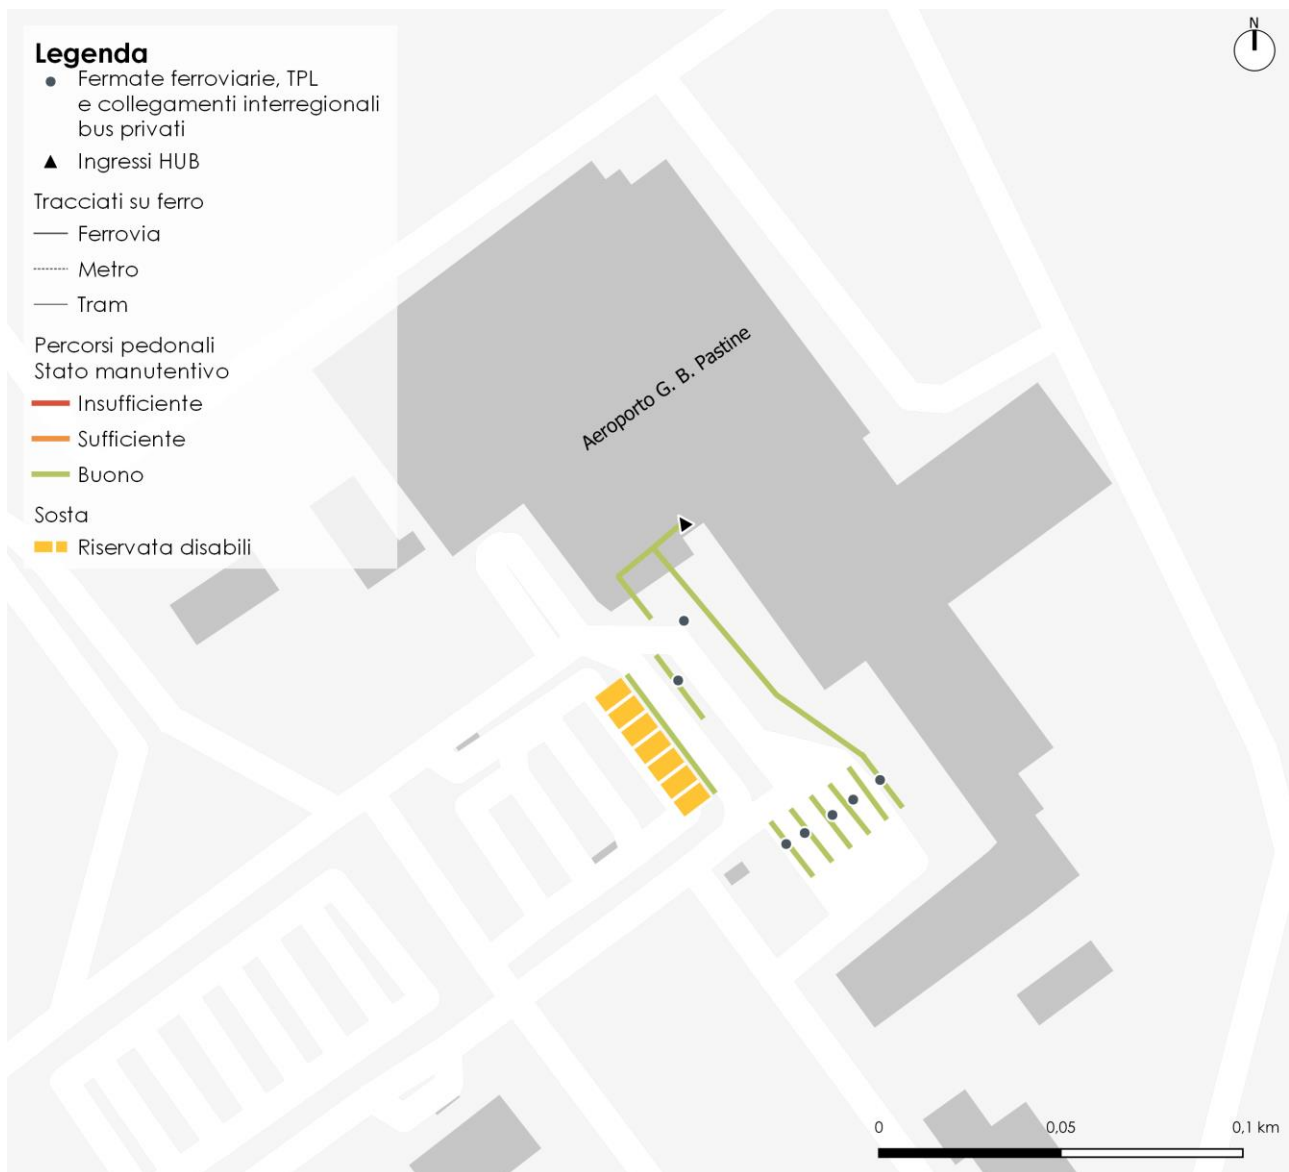 Legenda
Fermate ferroviarie, TPL
e collegamenti interregionali
bus privati
Ingressi HUB
Tracciati su ferro
Ferrovia
Metro
Tram
Percorsi pedonali
Stato manutentivo
Insufficiente
Sufficiente
Buono
Sosta
Riservata disabili
N
Aeroporto G. B. Pastine
0 0,05 0,1 km